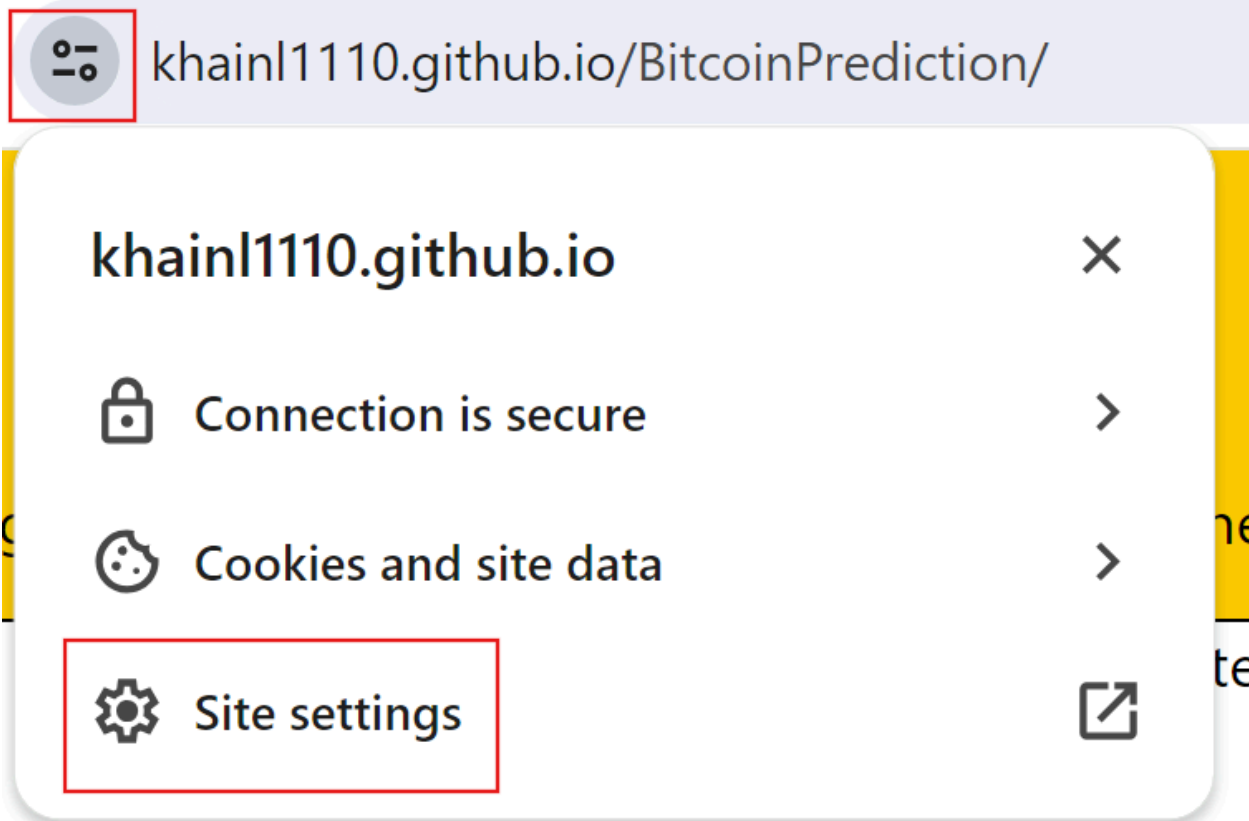 khainl1110.github.io/BitcoinPrediction/
khainl1110.github.io
Connection is secure
Cookies and site data
Site settings